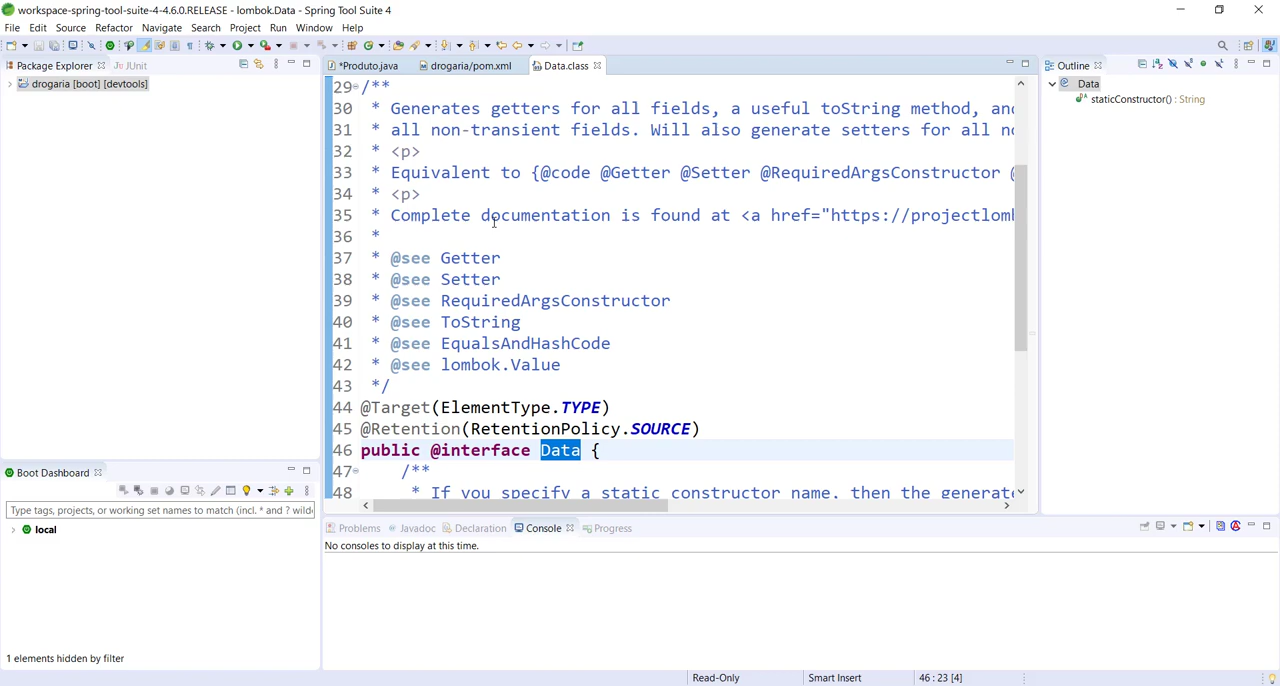 workspace-spring-tool-suite-4-4.6.0.RELEASE - lombok.Data - Spring Tool Suite 4
File Edit Source Refactor Navigate Search Project Run Window Help
Package Explorer JUnit
drogaria [boot] [devtools]
*Produto.java drogaria/pom.xml Data.class
29 /**
30 * Generates getters for all fields, a useful toString method, and
31 * all non-transient fields. Will also generate setters for all no
32 * <p>
33 * Equivalent to {@code @Getter @Setter @RequiredArgsConstructor @
34 * <p>
35 * Complete documentation is found at <a href="https://projectlom
36 *
37 * @see Getter
38 * @see Setter
39 * @see RequiredArgsConstructor
40 * @see ToString
41 * @see EqualsAndHashCode
42 * @see lombok.Value
43 */
44 @Target(ElementType.TYPE)
45 @Retention(RetentionPolicy.SOURCE)
46 public @interface Data {
47 /**
48 * If you specify a static constructor name, then the generate
Outline
Data
staticConstructor() : String
Boot Dashboard
Type tags, projects, or working set names to match (incl. * and ? wild
local
1 elements hidden by filter
Problems Javadoc Declaration Console Progress
No consoles to display at this time.
Read-Only Smart Insert 46 : 23 [4]